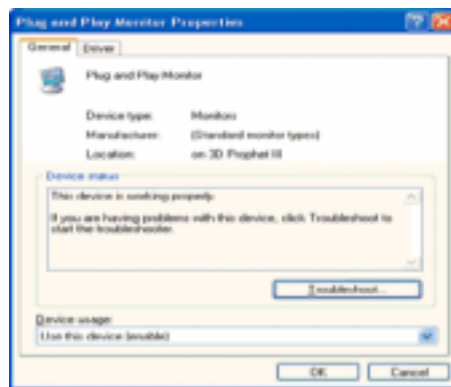 Plug and Play Monitor Properties
General Driver
Plug and Play Monitor
Device type: Monitors
Manufacturer: (Standard monitor types)
Location: on 3D Prophet III
Device status
This device is working properly.
If you are having problems with this device, click Troubleshoot to
start the troubleshooter.
Troubleshoot...
Device usage:
Use this device (enable)
OK Cancel